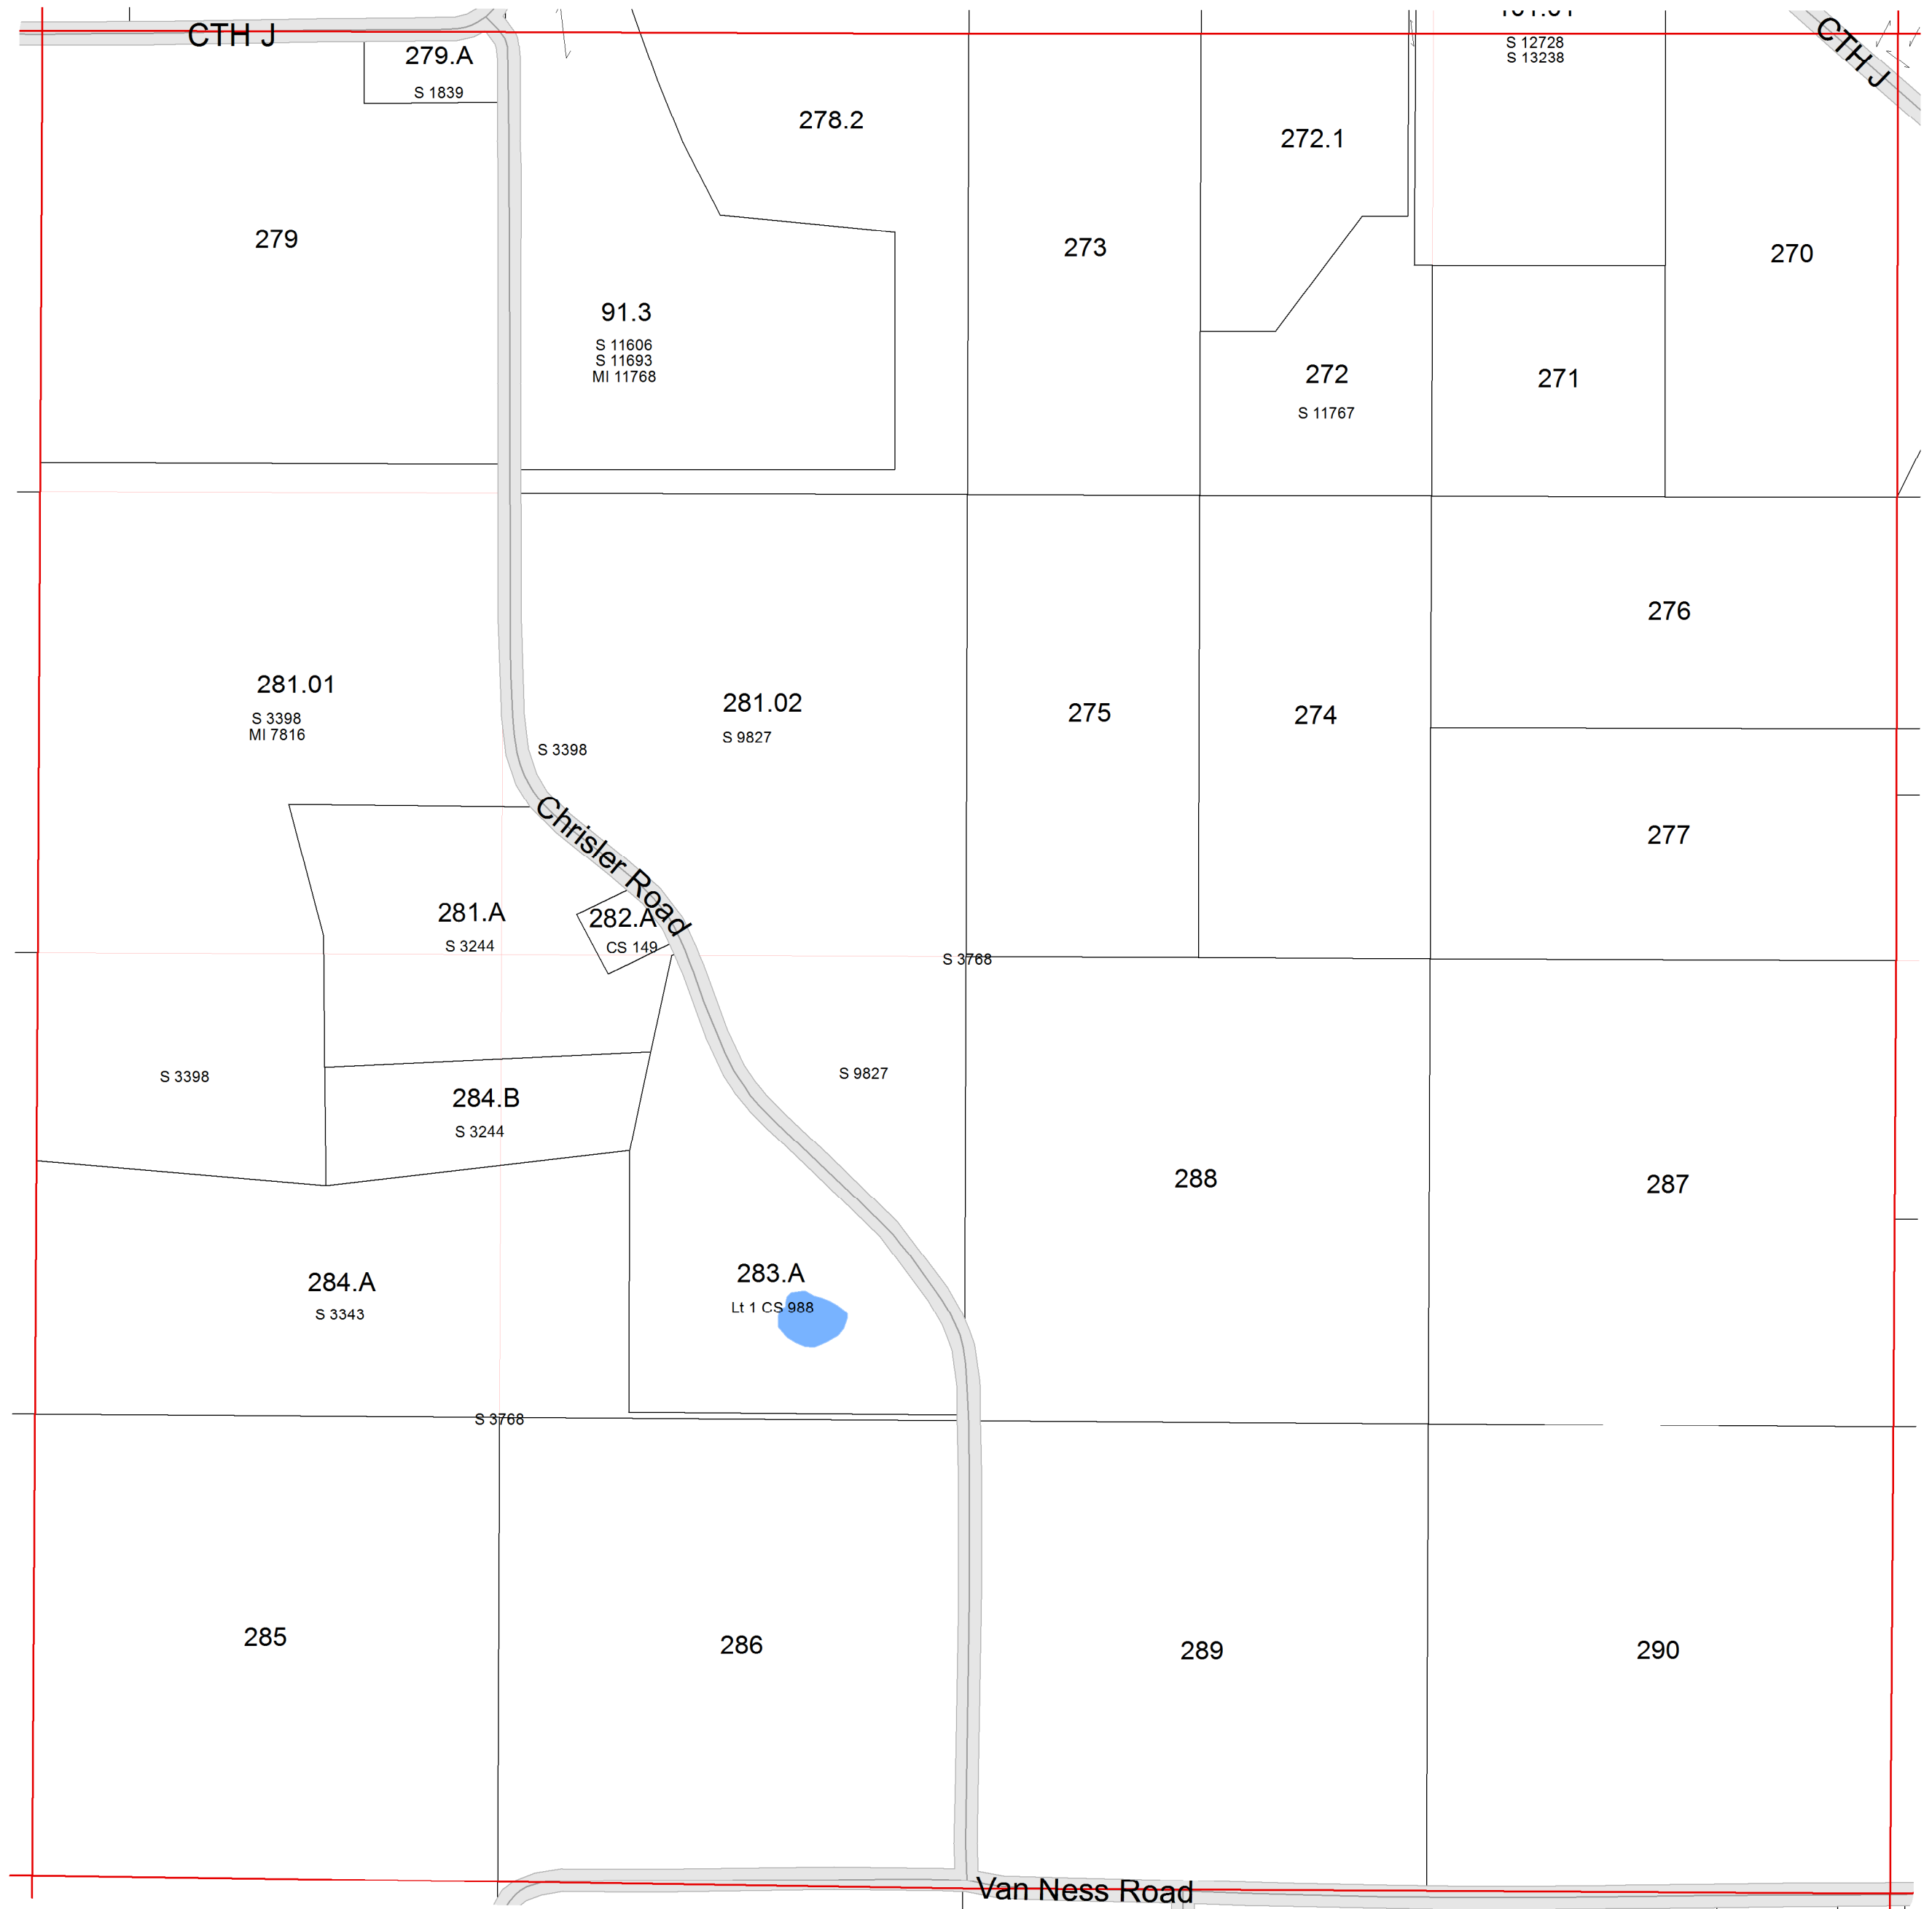 CTH J
279.A
S 1839
S 12728
S 13238
CTH J
278.2
272.1
279
273
270
91.3
S 11606
S 11693
MI 11768
272
S 11767
271
276
281.01
S 3398
MI 7816
281.02
S 9827
S 3398
275
274
277
Chrisler Road
281.A
S 3244
282.A
CS 149
S 3768
S 3398
284.B
S 3244
S 9827
288
287
284.A
S 3343
283.A
Lt 1 CS 988
S 3768
285
286
289
290
Van Ness Road